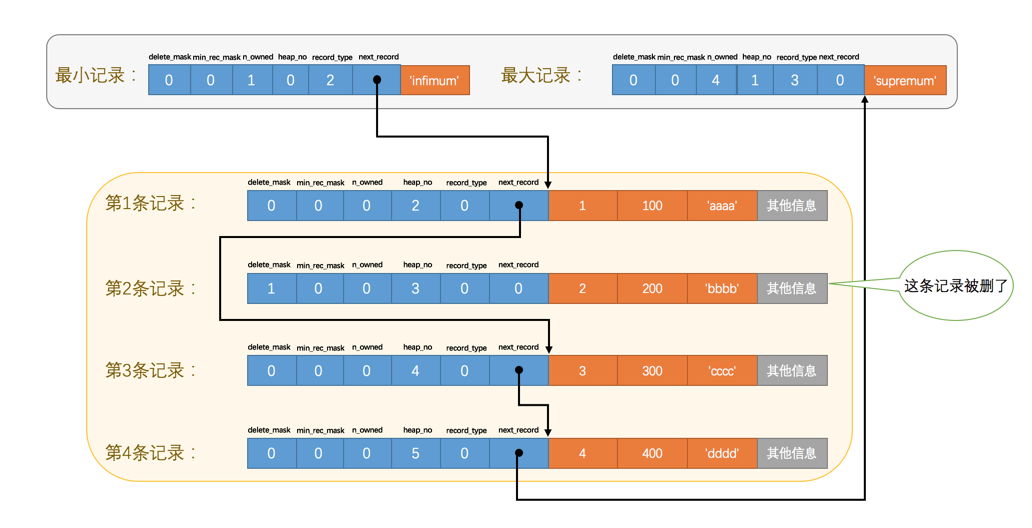 delete_mask min_rec_mask n_owned heap_no record_type next_record
最小记录： 0 0 1 0 2 'infimum'
delete_mask min_rec_mask n_owned heap_no record_type next_record
最大记录： 0 0 4 1 3 0 'supremum'
delete_mask min_rec_mask n_owned heap_no record_type next_record
第1条记录： 0 0 0 2 0 1 100 'aaaa' 其他信息
delete_mask min_rec_mask n_owned heap_no record_type next_record
第2条记录： 1 0 0 3 0 0 2 200 'bbbb' 其他信息
这条记录被删了
delete_mask min_rec_mask n_owned heap_no record_type next_record
第3条记录： 0 0 0 4 0 3 300 'cccc' 其他信息
delete_mask min_rec_mask n_owned heap_no record_type next_record
第4条记录： 0 0 0 5 0 4 400 'dddd' 其他信息